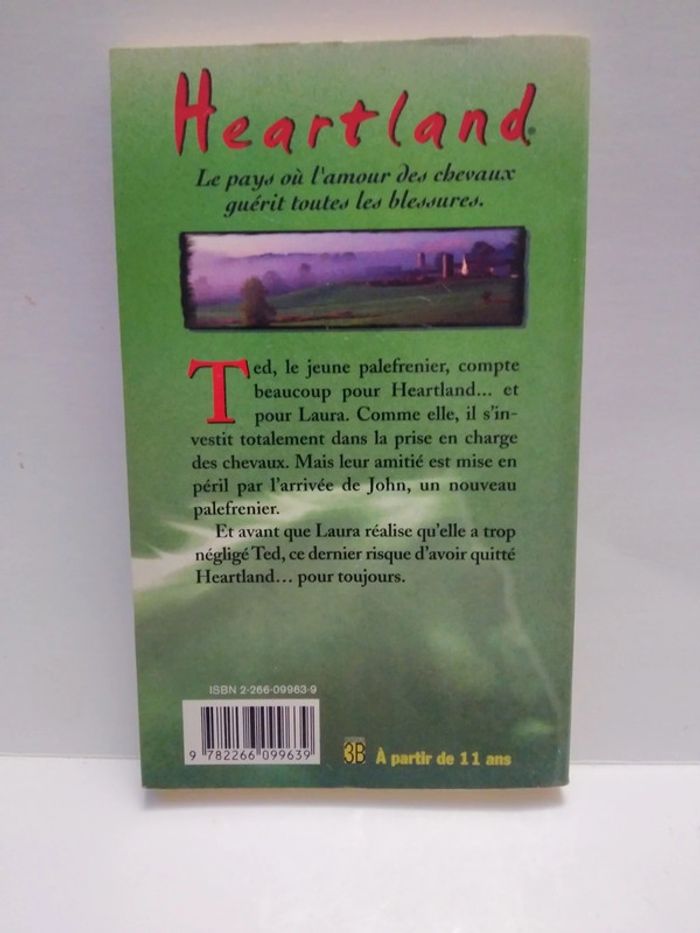 Heartland®
Le pays où l'amour des chevaux
guérit toutes les blessures.
Ted, le jeune palefrenier, compte
beaucoup pour Heartland... et
pour Laura. Comme elle, il s'in-
vestit totalement dans la prise en charge
des chevaux. Mais leur amitié est mise en
péril par l'arrivée de John, un nouveau
palefrenier.
Et avant que Laura réalise qu'elle a trop
négligé Ted, ce dernier risque d'avoir quitté
Heartland... pour toujours.
ISBN 2-266-09963-9
9 782266 099639
3B À partir de 11 ans